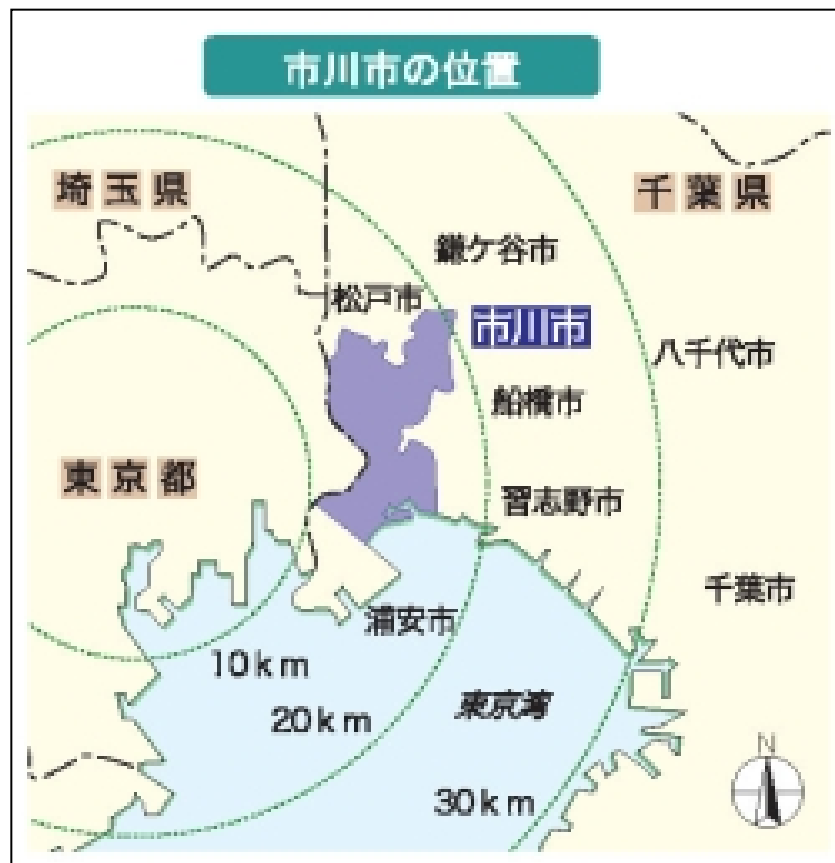 市川市の位置
埼玉県
千葉県
鎌ケ谷市
松戸市
市川市
八千代市
船橋市
東京都
習志野市
千葉市
浦安市
10km
20km
東京湾
30km
N